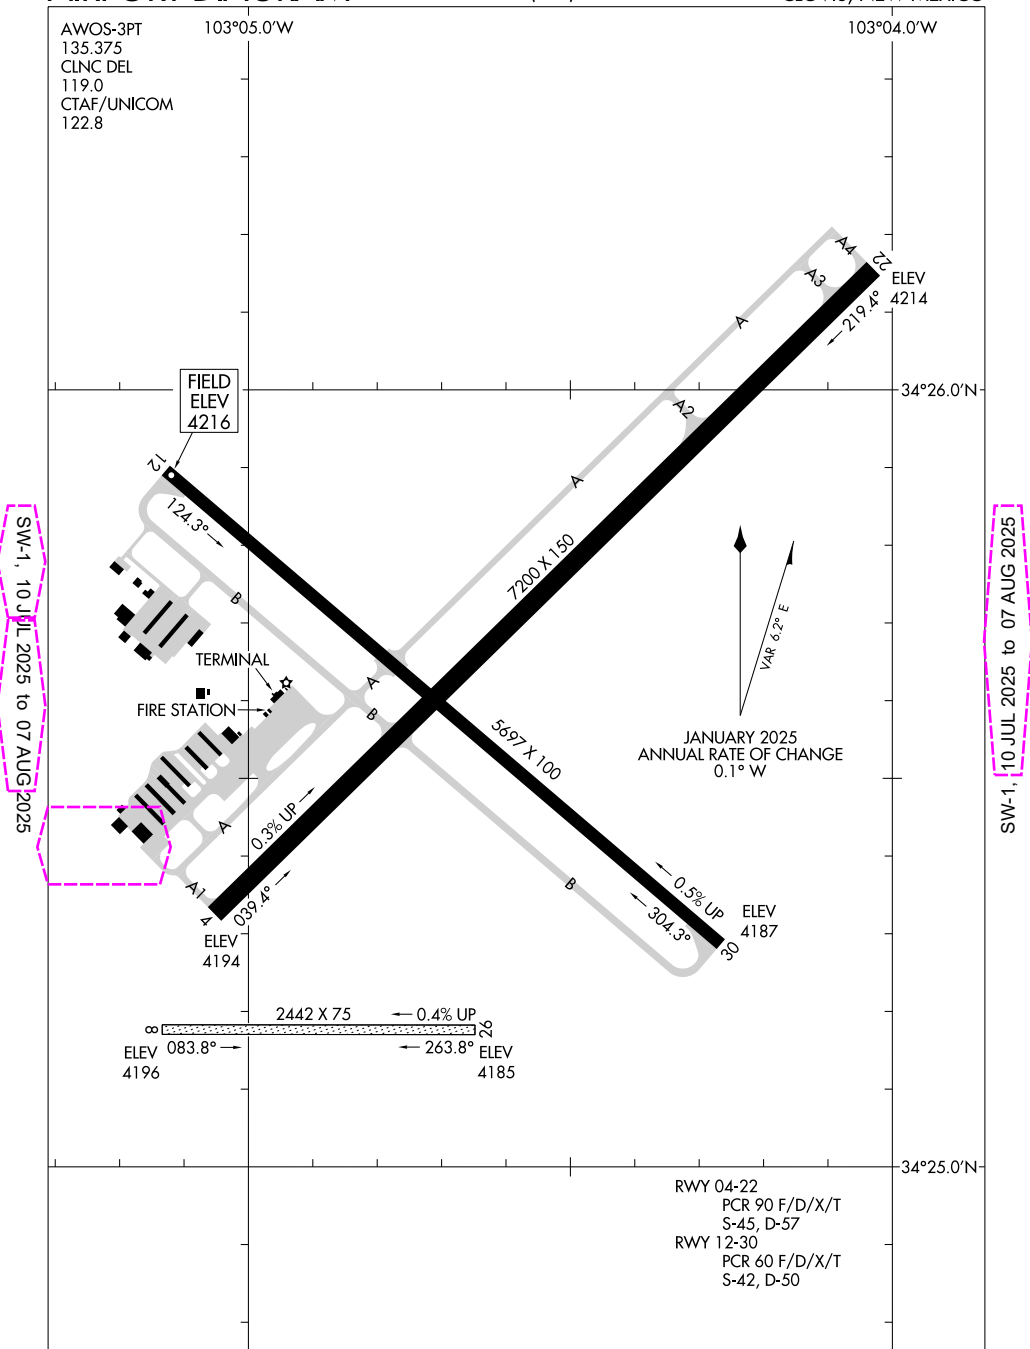 103°05.0'W
103°04.0'W
AWOS-3PT
135.375
CLNC DEL
119.0
CTAF/UNICOM
122.8
A4
22
A3
ELEV
4214
219.4°
A
34°26.0'N
FIELD
ELEV
4216
A2
12
A
124.3°
7200 X 150
B
VAR 6.2° E
TERMINAL
A
FIRE STATION
B
5697 X 100
JANUARY 2025
ANNUAL RATE OF CHANGE
0.1° W
A
0.3% UP
A1
039.4°
4
ELEV
4194
B
0.5% UP
304.3°
ELEV
4187
30
2442 X 75
0.4% UP
8
26
ELEV
4196
083.8°
263.8°
ELEV
4185
34°25.0'N
RWY 04-22
PCR 90 F/D/X/T
S-45, D-57
RWY 12-30
PCR 60 F/D/X/T
S-42, D-50
SW-1, 10 JUL 2025 to 07 AUG 2025
SW-1, 10 JUL 2025 to 07 AUG 2025